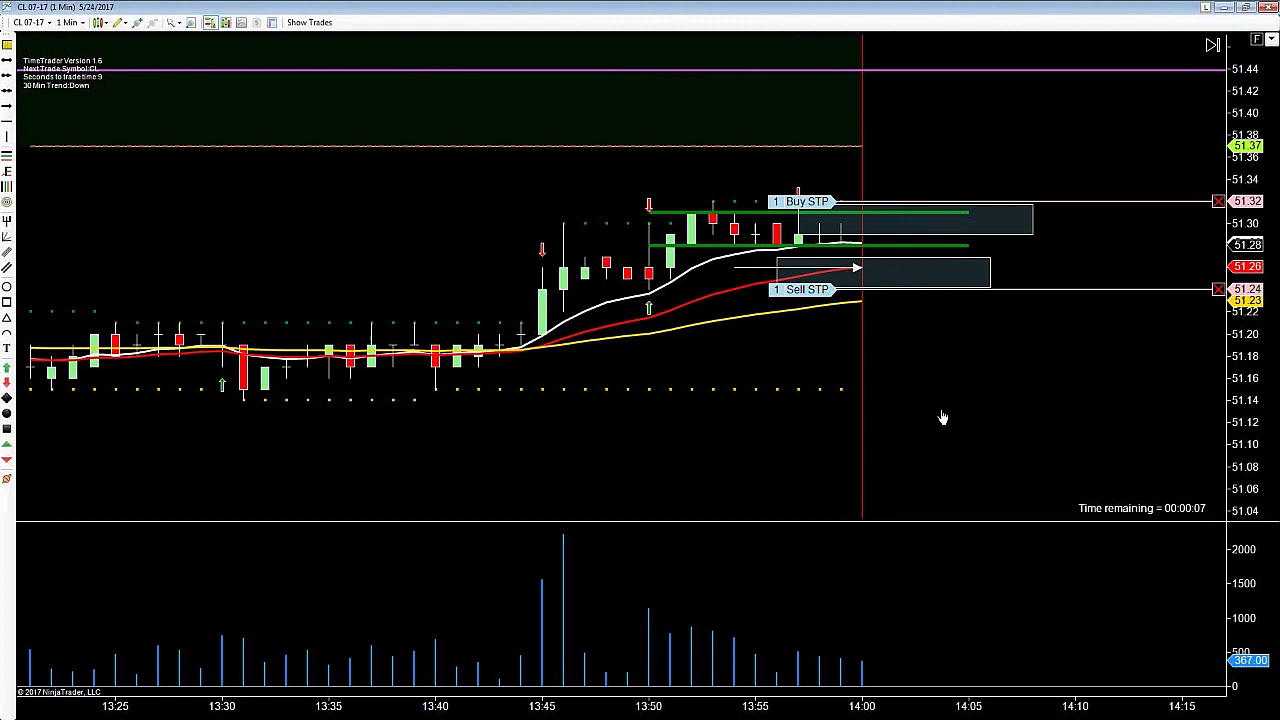 CL 07-17 (1 Min) 5/24/2017
CL 07-17 1 Min Show Trades
L
F
TimeTrader Version 1.6
Next Trade Symbol:CL
Seconds to trade time:9
30 Min Trend:Down
51.44
51.42
51.40
51.38
51.37
51.36
51.34
1 Buy STP 51.32
51.30
51.28
51.26
1 Sell STP 51.24
51.23
51.22
51.20
51.18
51.16
51.14
51.12
51.10
51.08
51.06
51.04
Time remaining = 00:00:07
2000
1500
1000
500
367.00
0
© 2017 NinjaTrader, LLC
13:25 13:30 13:35 13:40 13:45 13:50 13:55 14:00 14:05 14:10 14:15